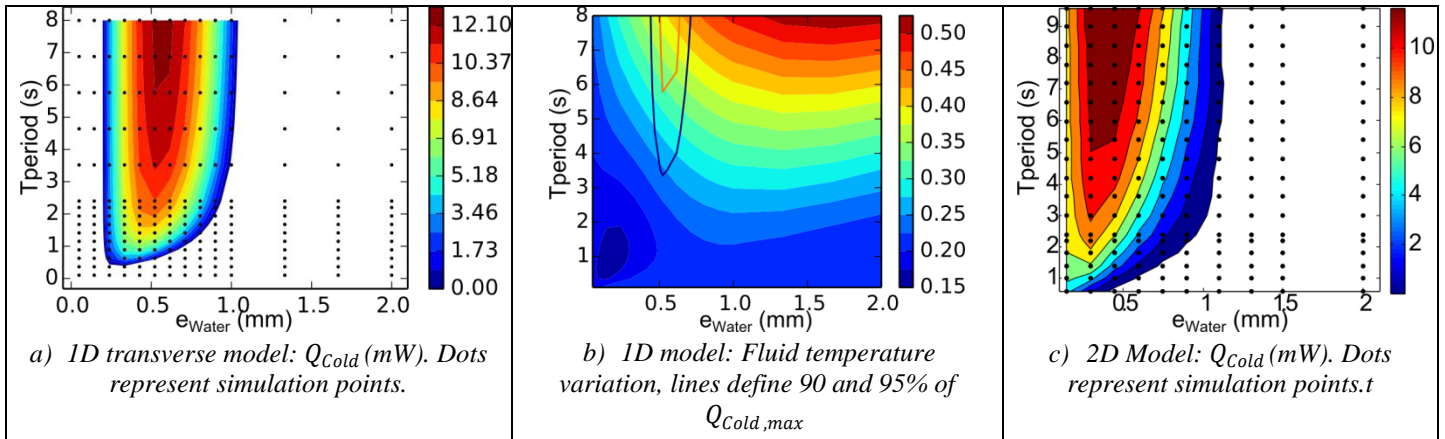 12.10
10.37
8.64
6.91
5.18
3.46
1.73
0.00
8
7
6
5
4
3
2
1
0
Tperiod (s)
0.0 0.5 1.0 1.5 2.0
eWater (mm)
a) 1D transverse model: QCold (mW). Dots
represent simulation points.
0.50
0.45
0.40
0.35
0.30
0.25
0.20
0.15
8
7
6
5
4
3
2
1
Tperiod (s)
0.5 1.0 1.5 2.0
eWater (mm)
b) 1D model: Fluid temperature
variation, lines define 90 and 95% of
QCold,max
10
8
6
4
2
9
8
7
6
5
4
3
2
1
Tperiod (s)
0.5 1 1.5 2
eWater (mm)
c) 2D Model: QCold (mW). Dots
represent simulation points.t